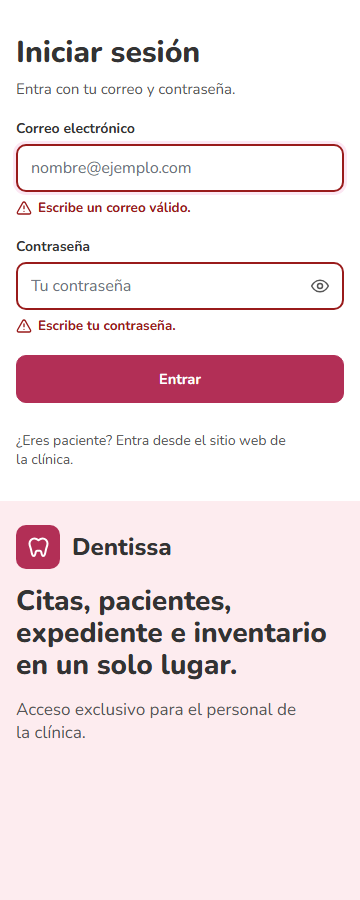 Iniciar sesión
Entra con tu correo y contraseña.
Correo electrónico
nombre@ejemplo.com
Escribe un correo válido.
Contraseña
Tu contraseña
Escribe tu contraseña.
Entrar
¿Eres paciente? Entra desde el sitio web de
la clínica.
Dentissa
Citas, pacientes,
expediente e inventario
en un solo lugar.
Acceso exclusivo para el personal de
la clínica.